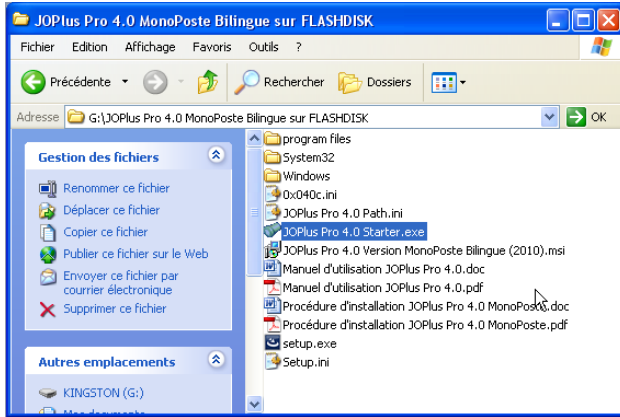 JOPlus Pro 4.0 MonoPoste Bilingue sur FLASHDISK
Fichier Edition Affichage Favoris Outils ?
Précédente Rechercher Dossiers
Adresse G:\JOPlus Pro 4.0 MonoPoste Bilingue sur FLASHDISK OK
Gestion des fichiers
Renommer ce fichier
Déplacer ce fichier
Copier ce fichier
Publier ce fichier sur le Web
Envoyer ce fichier par
courrier électronique
Supprimer ce fichier
Autres emplacements
KINGSTON (G:)
Mes documents
program files
System32
Windows
0x040c.ini
JOPlus Pro 4.0 Path.ini
JOPlus Pro 4.0 Starter.exe
JOPlus Pro 4.0 Version MonoPoste Bilingue (2010).msi
Manuel d'utilisation JOPlus Pro 4.0.doc
Manuel d'utilisation JOPlus Pro 4.0.pdf
Procédure d'installation JOPlus Pro 4.0 MonoPoste.doc
Procédure d'installation JOPlus Pro 4.0 MonoPoste.pdf
setup.exe
Setup.ini